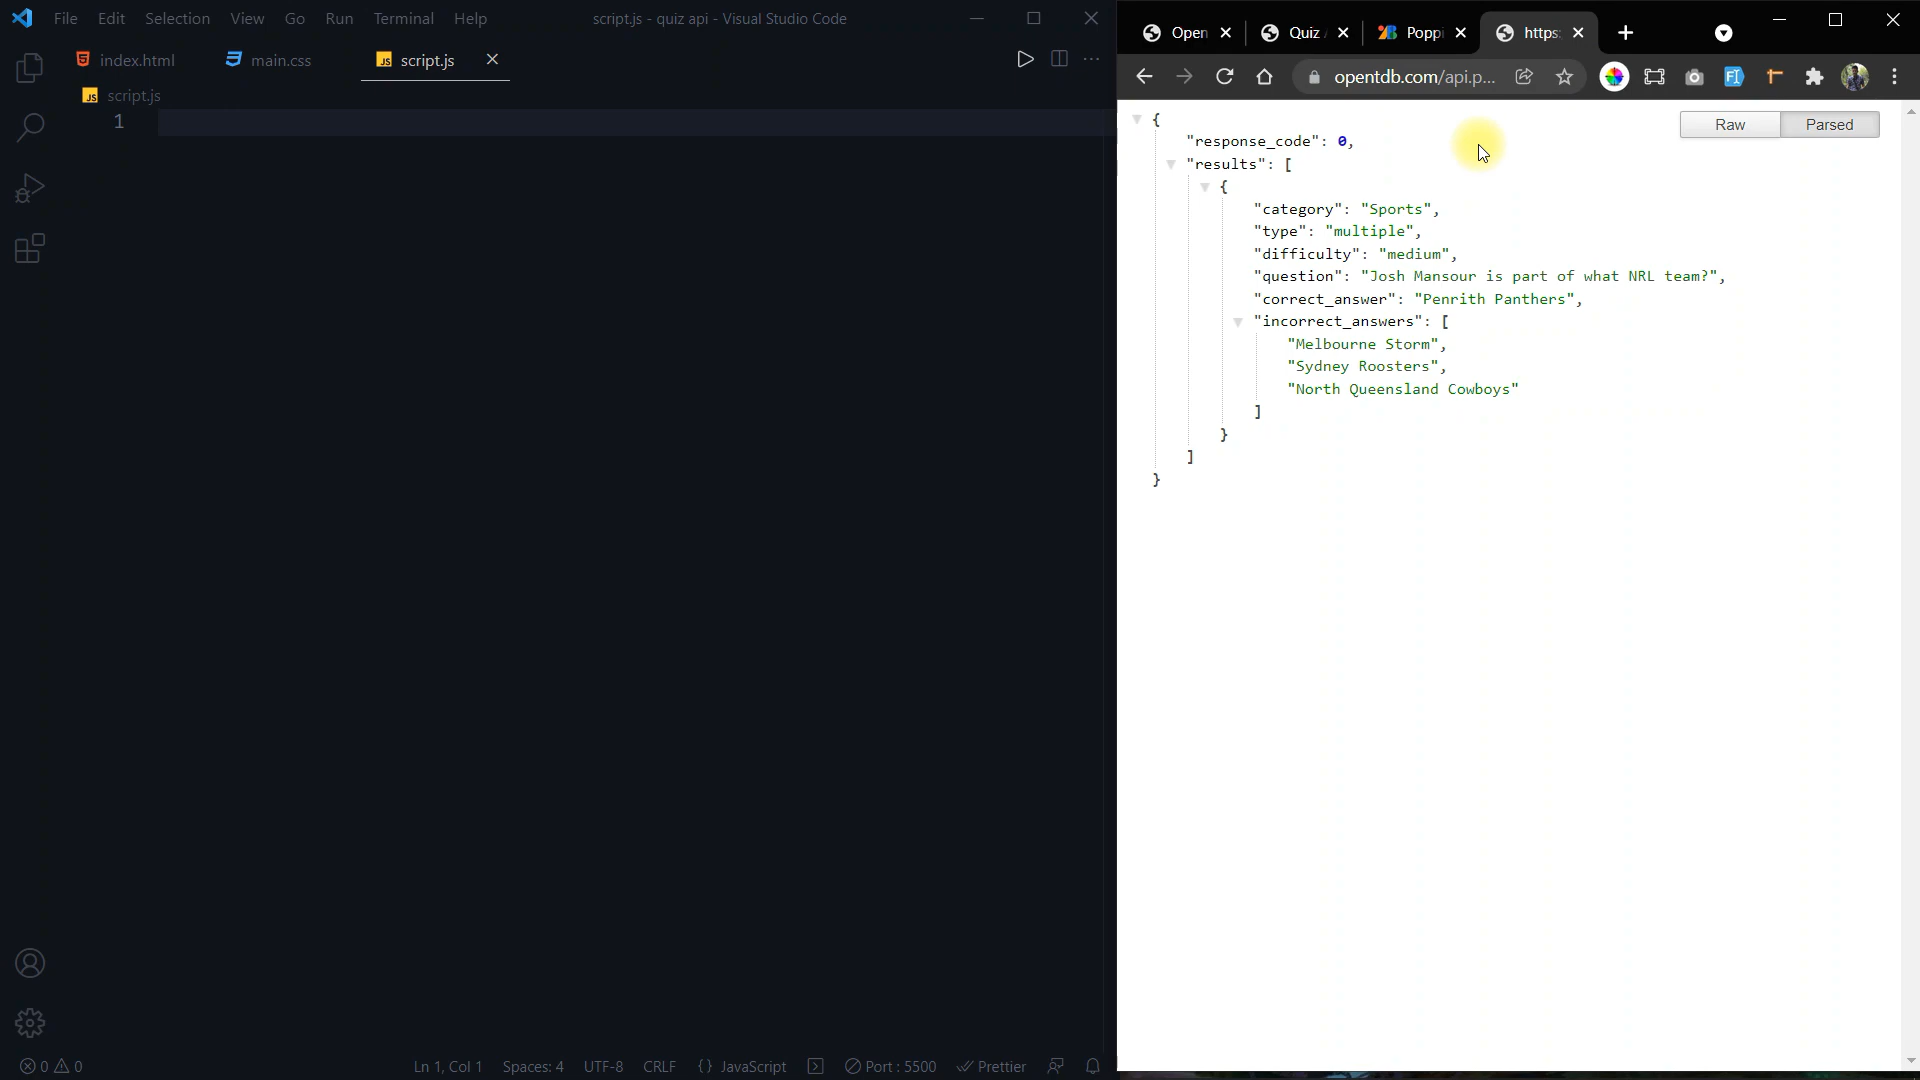 File Edit Selection View Go Run Terminal Help script.js - quiz api - Visual Studio Code
index.html main.css JS script.js
JS script.js
1
Ln 1, Col 1 Spaces: 4 UTF-8 CRLF {} JavaScript Port : 5500 Prettier
0 0
Open Quiz Poppi https:
opentdb.com/api.p...
Raw Parsed
{
"response_code": 0,
"results": [
{
"category": "Sports",
"type": "multiple",
"difficulty": "medium",
"question": "Josh Mansour is part of what NRL team?",
"correct_answer": "Penrith Panthers",
"incorrect_answers": [
"Melbourne Storm",
"Sydney Roosters",
"North Queensland Cowboys"
]
}
]
}